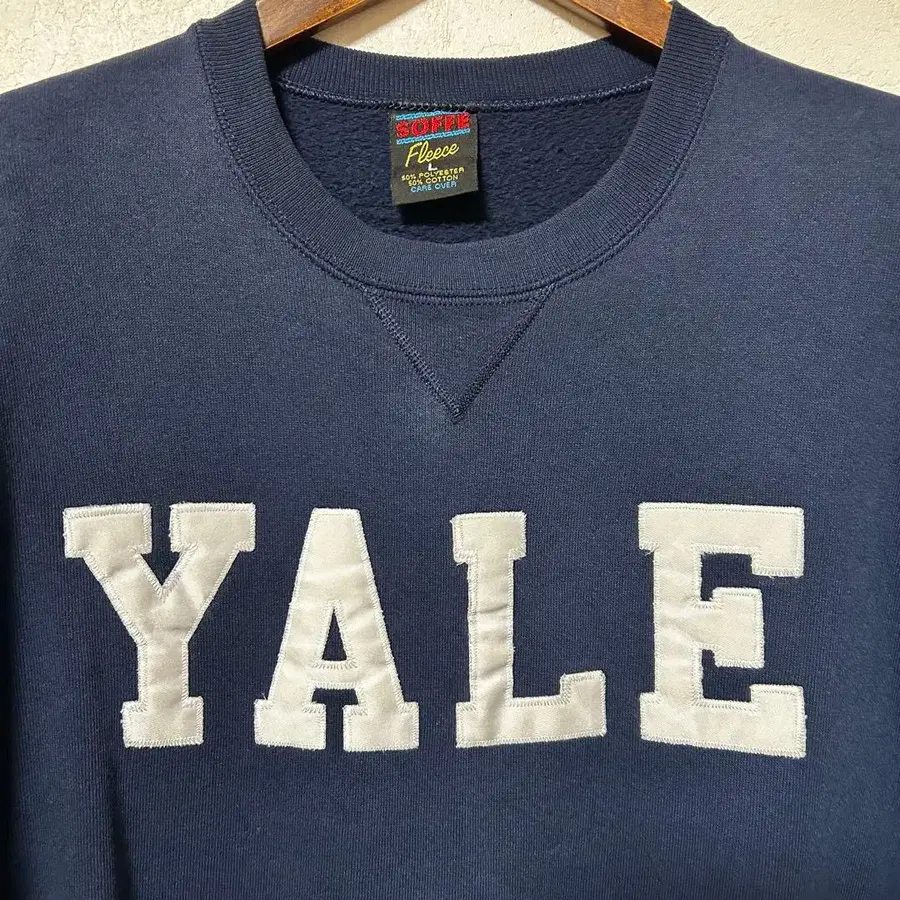 SOFFE
Fleece
L
50% POLYESTER
50% COTTON
CARE OVER
YALE